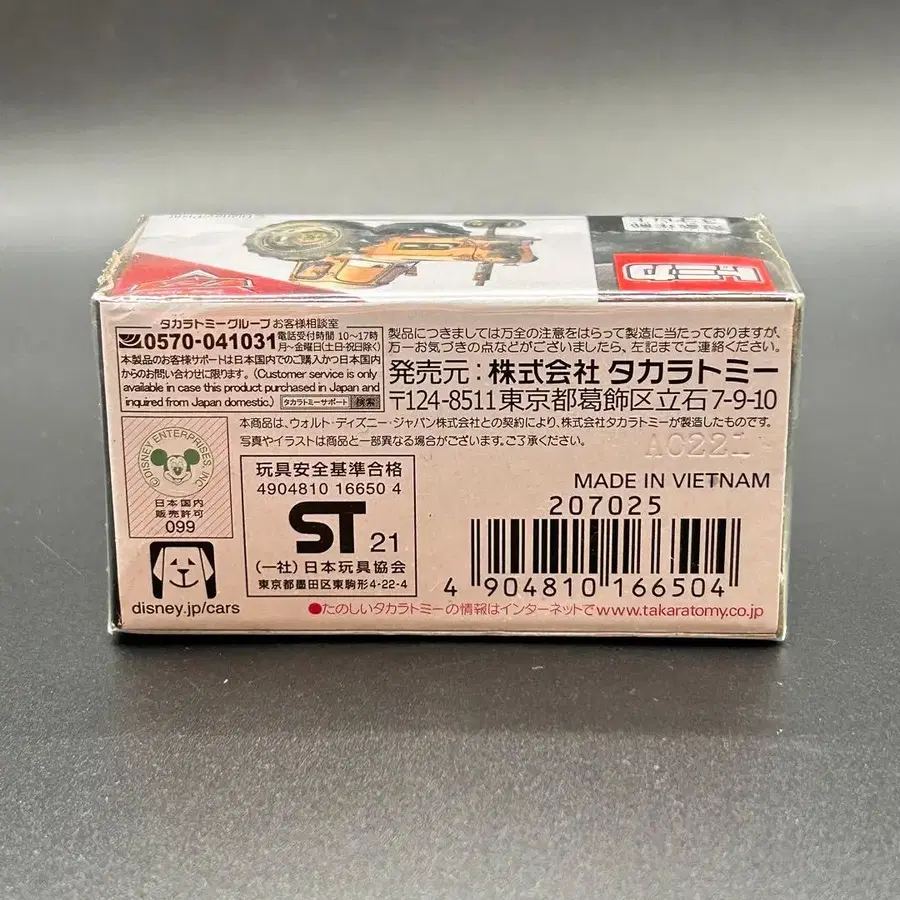 トミカ
タカラトミーグループ お客様相談室
0570-041031 電話受付時間 10〜17時 月〜金曜日(土・日・祝日除く)
本製品のお客様サポートは日本国内でのご購入かつ日本国内
からのお問い合わせに限ります。(Customer service is only
available in case this product purchased in Japan and
inquired from Japan domestic.) タカラトミーサポート 検索
製品につきましては万全の注意をはらって製造に当たっておりますが、
万一お気づきの点などがございましたら、左記までご連絡ください。
発売元:株式会社 タカラトミー
〒124-8511 東京都葛飾区立石7-9-10
本商品は、ウォルト・ディズニー・ジャパン株式会社との契約により、株式会社タカラトミーが製造したものです。
写真やイラストは商品と一部異なる場合がございます。ご了承ください。
AC221
©DISNEY ENTERPRISES, INC.
日本国内
販売許可
099
disney.jp/cars
玩具安全基準合格
4904810 16650 4
ST 21
(一社)日本玩具協会
東京都墨田区東駒形4-22-4
MADE IN VIETNAM
207025
4 904810 166504
●たのしいタカラトミーの情報はインターネットで www.takaratomy.co.jp